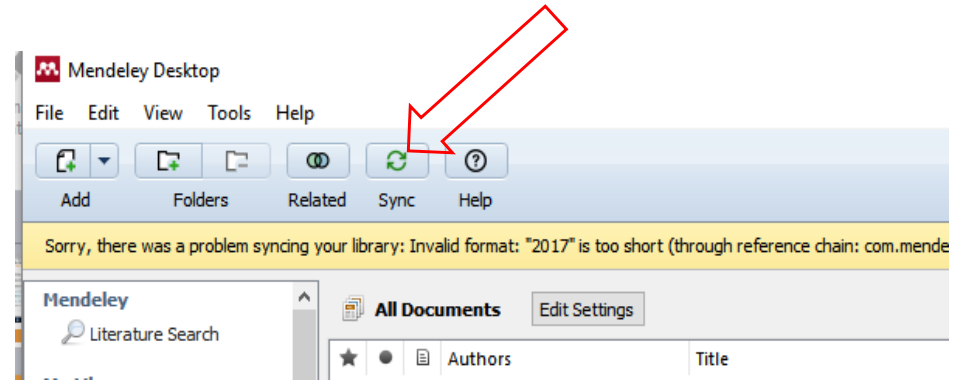 Mendeley Desktop
File Edit View Tools Help
Add Folders Related Sync Help
Sorry, there was a problem syncing your library: Invalid format: "2017" is too short (through reference chain: com.mende
Mendeley
All Documents Edit Settings
Literature Search
Authors Title